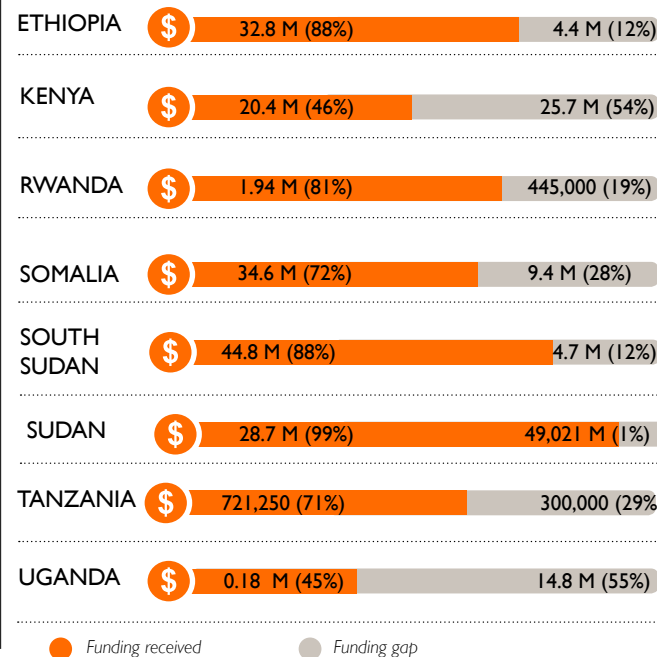 ETHIOPIA $ 32.8 M (88%) 4.4 M (12%)
KENYA $ 20.4 M (46%) 25.7 M (54%)
RWANDA $ 1.94 M (81%) 445,000 (19%)
SOMALIA $ 34.6 M (72%) 9.4 M (28%)
SOUTH
SUDAN $ 44.8 M (88%) 4.7 M (12%)
SUDAN $ 28.7 M (99%) 49,021 M (1%)
TANZANIA $ 721,250 (71%) 300,000 (29%
UGANDA $ 0.18 M (45%) 14.8 M (55%)
Funding received Funding gap